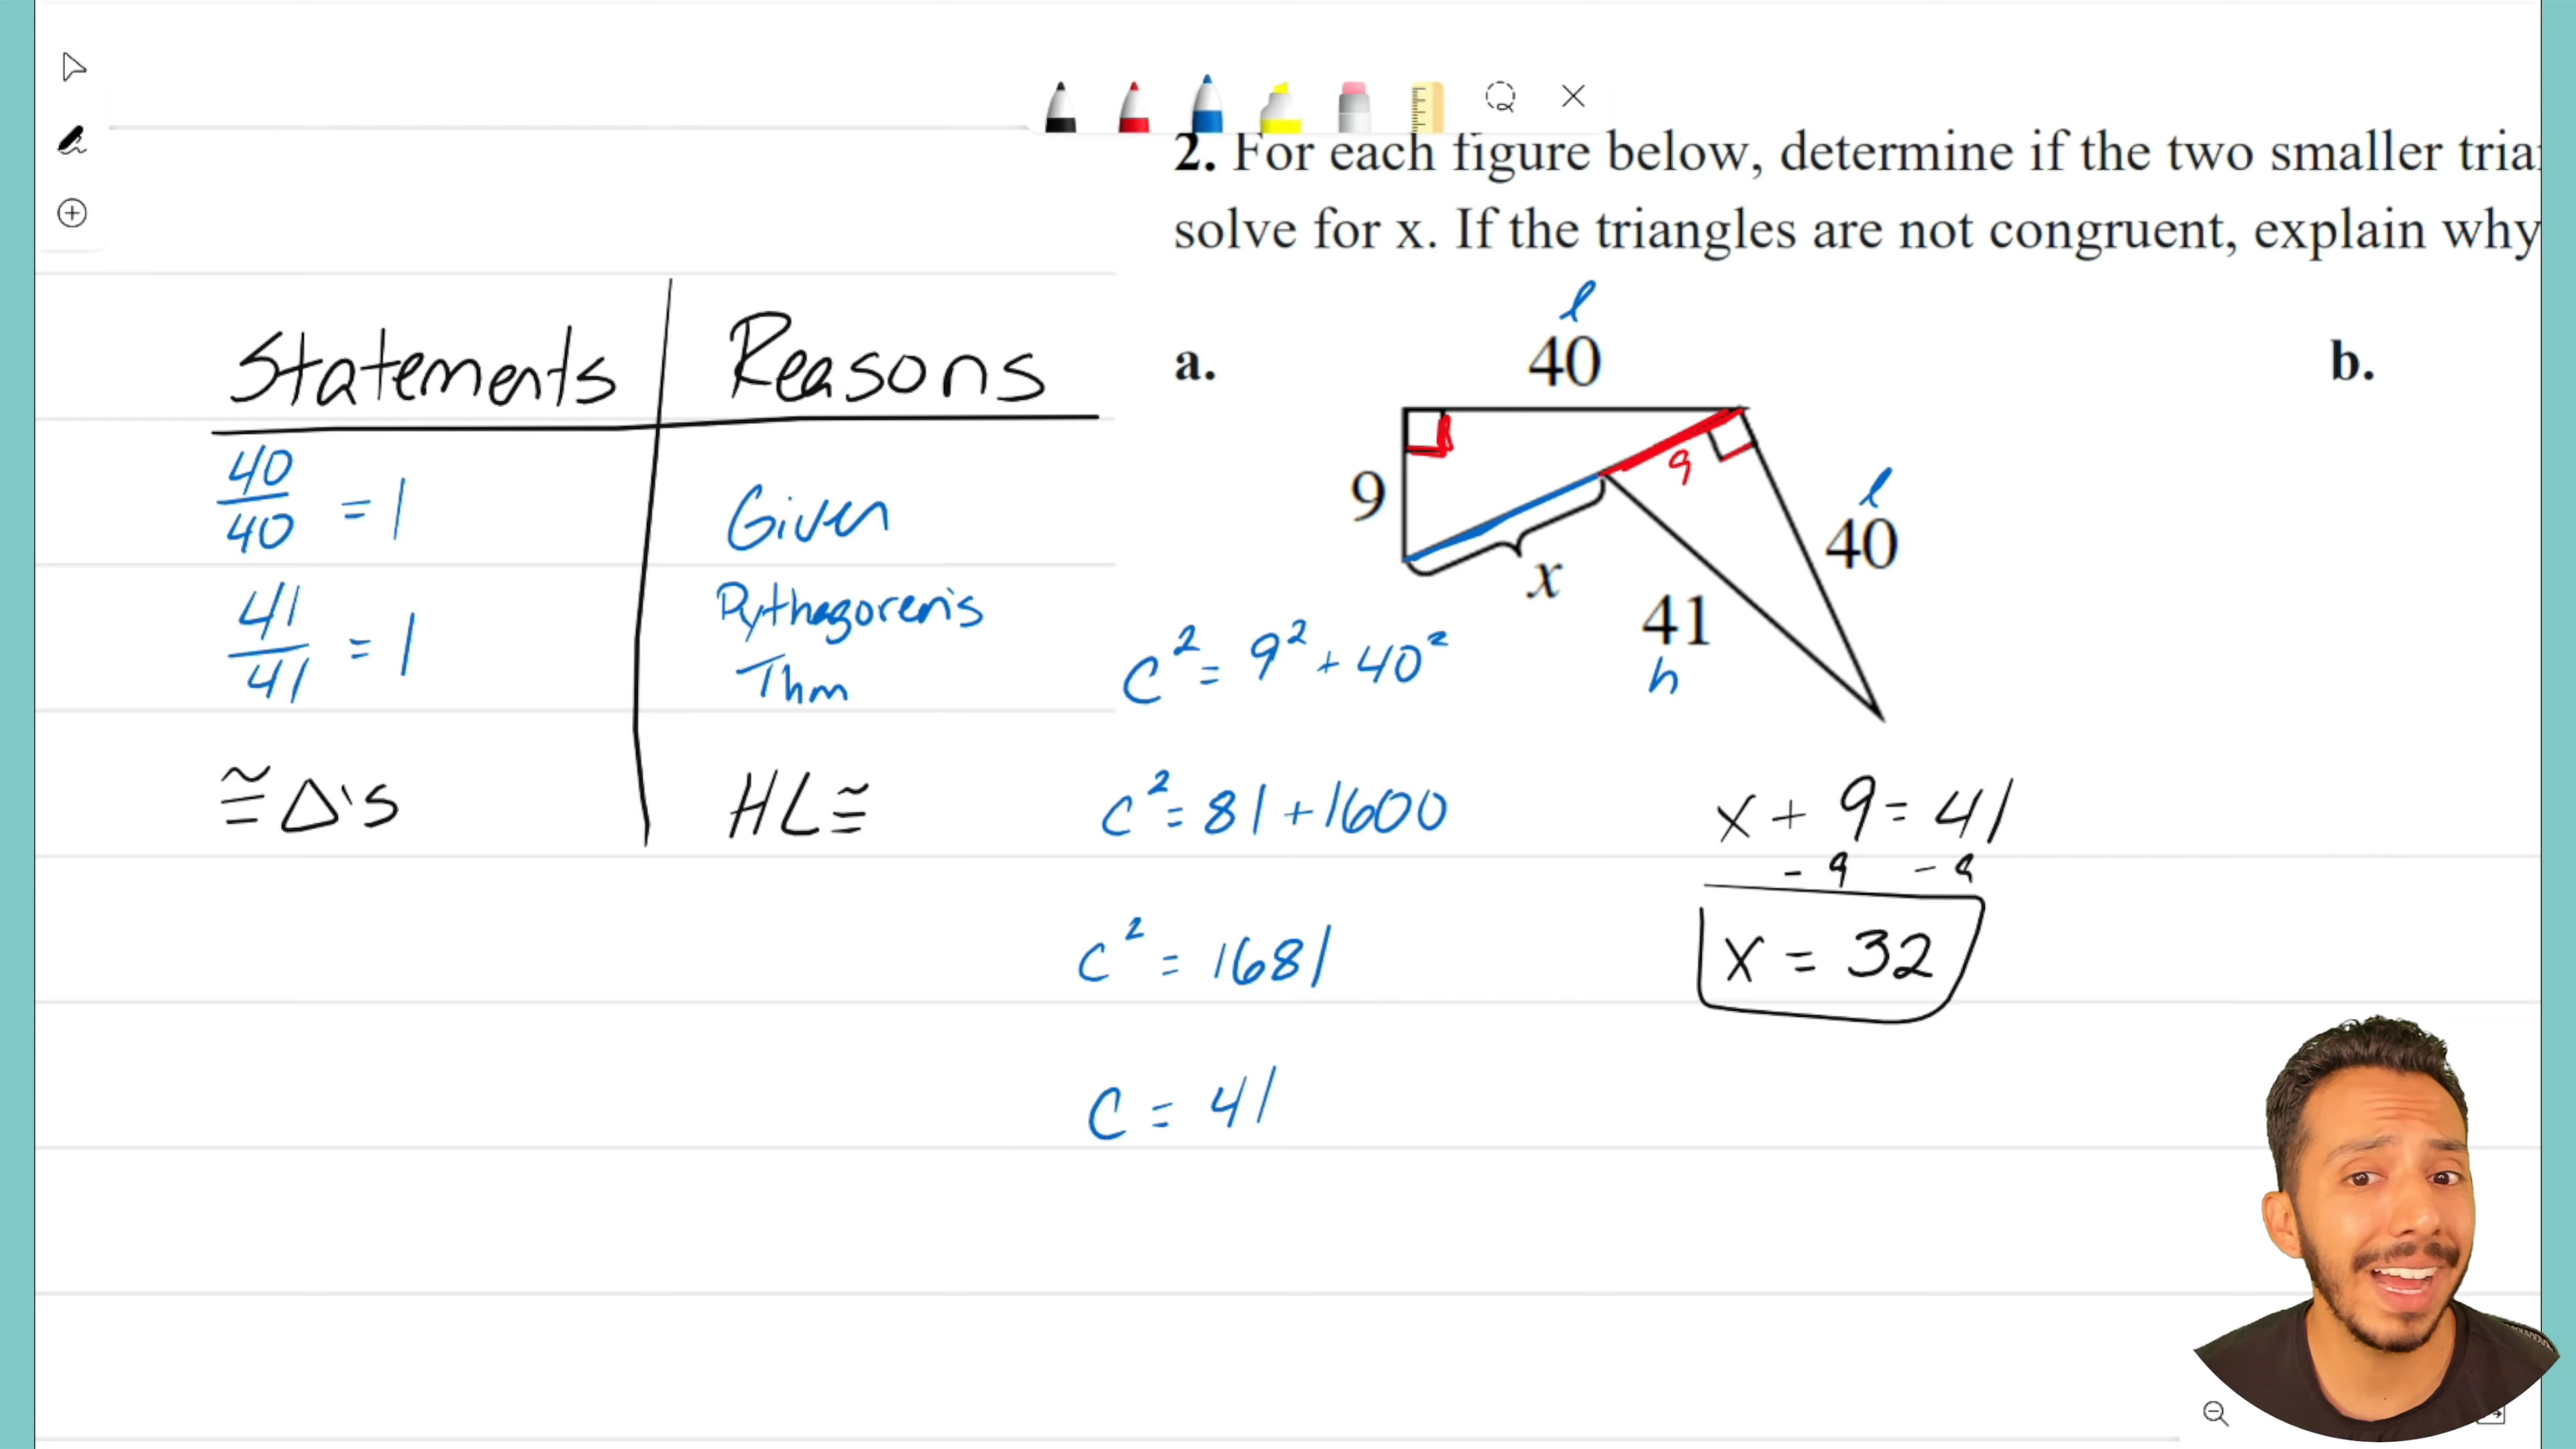 2. For each figure below, determine if the two smaller tria
solve for x. If the triangles are not congruent, explain why
Statements Reasons
40/40 = 1 Given
41/41 = 1 Pythagoren's
Thm
≅ Δ's HL≅
a.
l
40
9
9
l
40
x
41
h
b.
C² = 9² + 40²
C² = 81 + 1600
C² = 1681
C = 41
x + 9 = 41
- 9 - 9
x = 32